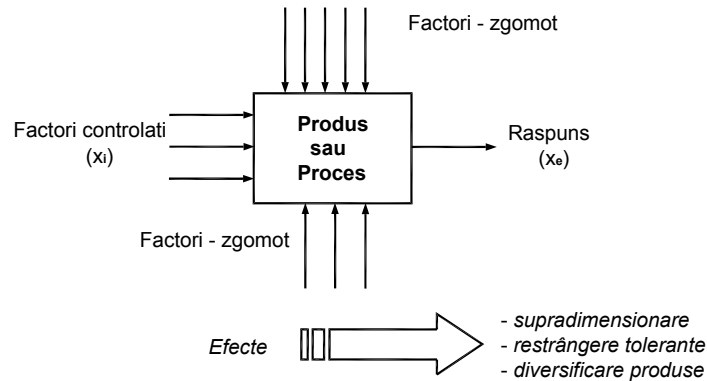 Factori - zgomot
Factori controlati
(xi)
Produs
sau
Proces
Raspuns
(xe)
Factori - zgomot
Efecte
- supradimensionare
- restrângere tolerante
- diversificare produse